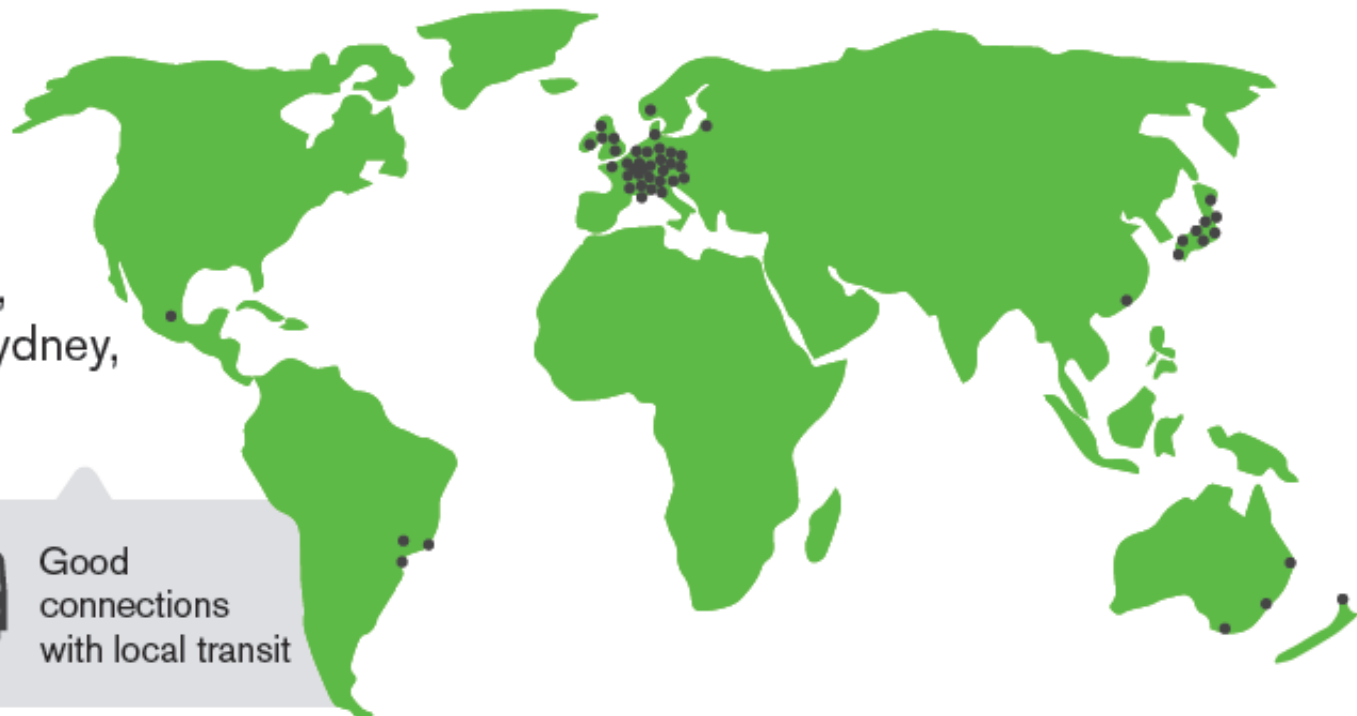 ,
ydney,
Good
connections
with local transit